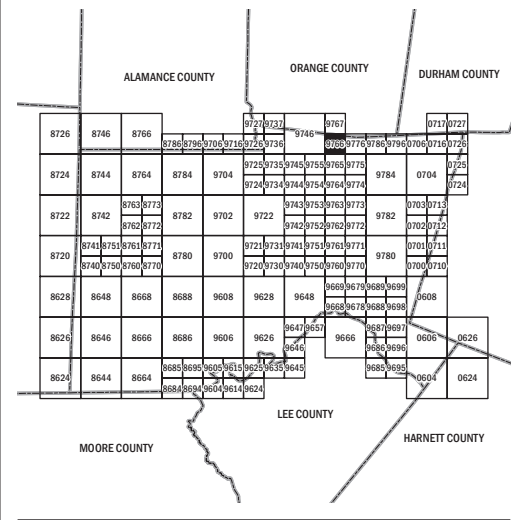 ORANGE COUNTY
ALAMANCE COUNTY DURHAM COUNTY
9727 9737 9767 0717 0727
8726 8746 8766 9746
8786 8796 9706 9716 9726 9736 9766 9776 9786 9796 0706 0716 0726
9725 9735 9745 9755 9765 9775 0725
8724 8744 8764 8784 9704 9784 0704
9724 9734 9744 9754 9764 9774 0724
8763 8773 9743 9753 9763 9773 0703 0713
8722 8742 8782 9702 9722 9782
8762 8772 9742 9752 9762 9772 0702 0712
8741 8751 8761 8771 9721 9731 9741 9751 9761 9771 0701 0711
8720 8780 9700 9780
8740 8750 8760 8770 9720 9730 9740 9750 9760 9770 0700 0710
9669 9679 9689 9699
8628 8648 8668 8688 9608 9628 9648 0608
9668 9678 9688 9698
9647 9657 9687 9697
8626 8646 8666 8686 9606 9626 9666 0606 0626
9646 9686 9696
8685 8695 9605 9615 9625 9635 9645 9685 9695
8624 8644 8664 0604 0624
8684 8694 9604 9614 9624
LEE COUNTY
HARNETT COUNTY
MOORE COUNTY